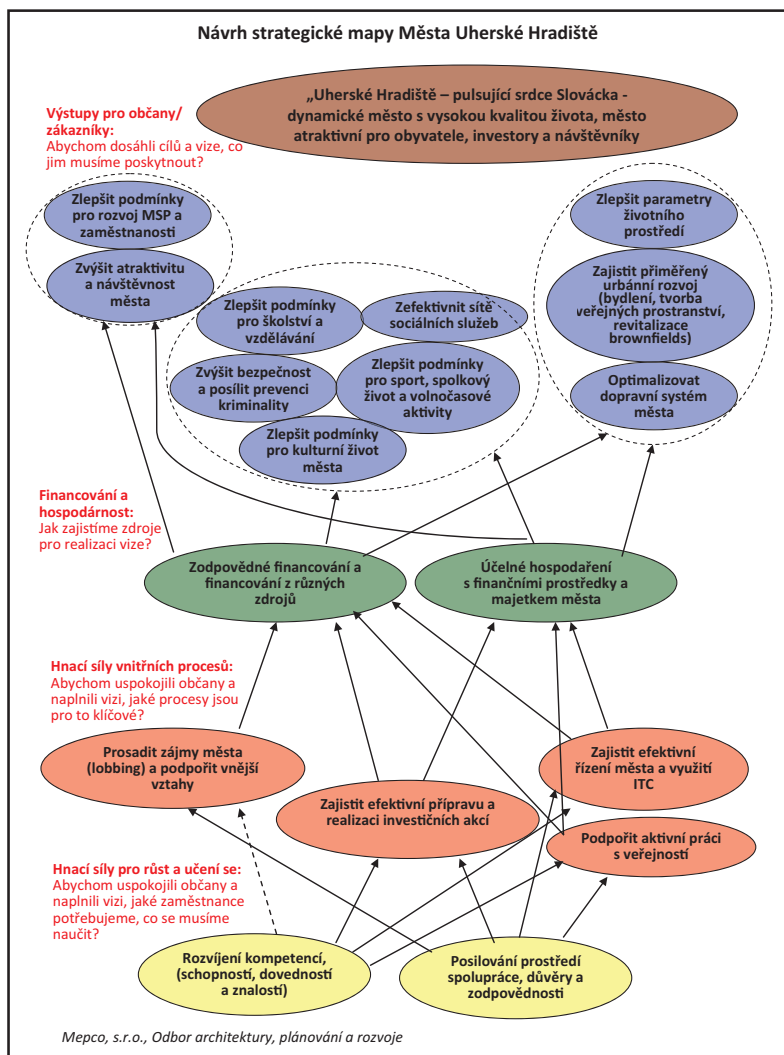 Návrh strategické mapy Města Uherské Hradiště
„Uherské Hradiště – pulsující srdce Slovácka -
dynamické město s vysokou kvalitou života, město
atraktivní pro obyvatele, investory a návštěvníky
Výstupy pro občany/
zákazníky:
Abychom dosáhli cílů a vize, co
jim musíme poskytnout?
Zlepšit podmínky
pro rozvoj MSP a
zaměstnaností
Zvýšit atraktivitu
a návštěvnost
města
Zlepšit podmínky
pro školství a
vzdělávání
Zefektivnit sítě
sociálních služeb
Zvýšit bezpečnost
a posílit prevenci
kriminality
Zlepšit podmínky
pro sport, spolkový
život a volnočasové
aktivity
Zlepšit podmínky
pro kulturní život
města
Zlepšit parametry
životního
prostředí
Zajistit přiměřený
urbánní rozvoj
(bydlení, tvorba
veřejných prostranství,
revitalizace
brownfields)
Optimalizovat
dopravní systém
města
Financování a
hospodárnost:
Jak zajistíme zdroje
pro realizaci vize?
Zodpovědné financování a
financování z různých
zdrojů
Účelné hospodaření
s finančními prostředky a
majetkem města
Hnací síly vnitřních procesů:
Abychom uspokojili občany a
naplnili vizi, jaké procesy jsou
pro to klíčové?
Prosadit zájmy města
(lobbing) a podpořit vnější
vztahy
Zajistit efektivní přípravu a
realizaci investičních akcí
Zajistit efektivní
řízení města a využití
ITC
Podpořit aktivní práci
s veřejností
Hnací síly pro růst a učení se:
Abychom uspokojili občany a
naplnili vizi, jaké zaměstnance
potřebujeme, co se musíme
naučit?
Rozvíjení kompetencí,
(schopností, dovedností
a znalostí)
Posilování prostředí
spolupráce, důvěry a
zodpovědnosti
Mepco, s.r.o., Odbor architektury, plánování a rozvoje